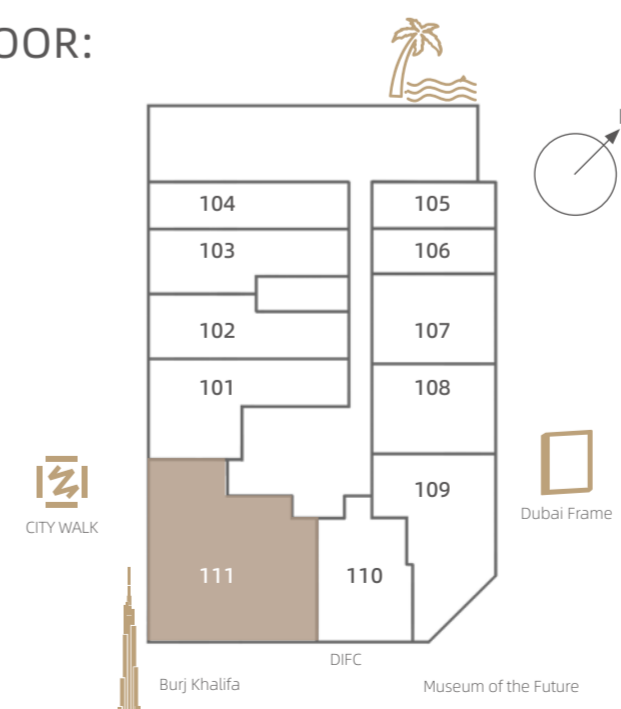 OOR:
104
105
103
106
102
107
101
108
109
CITY WALK
Dubai Frame
111
110
DIFC
Burj Khalifa
Museum of the Future